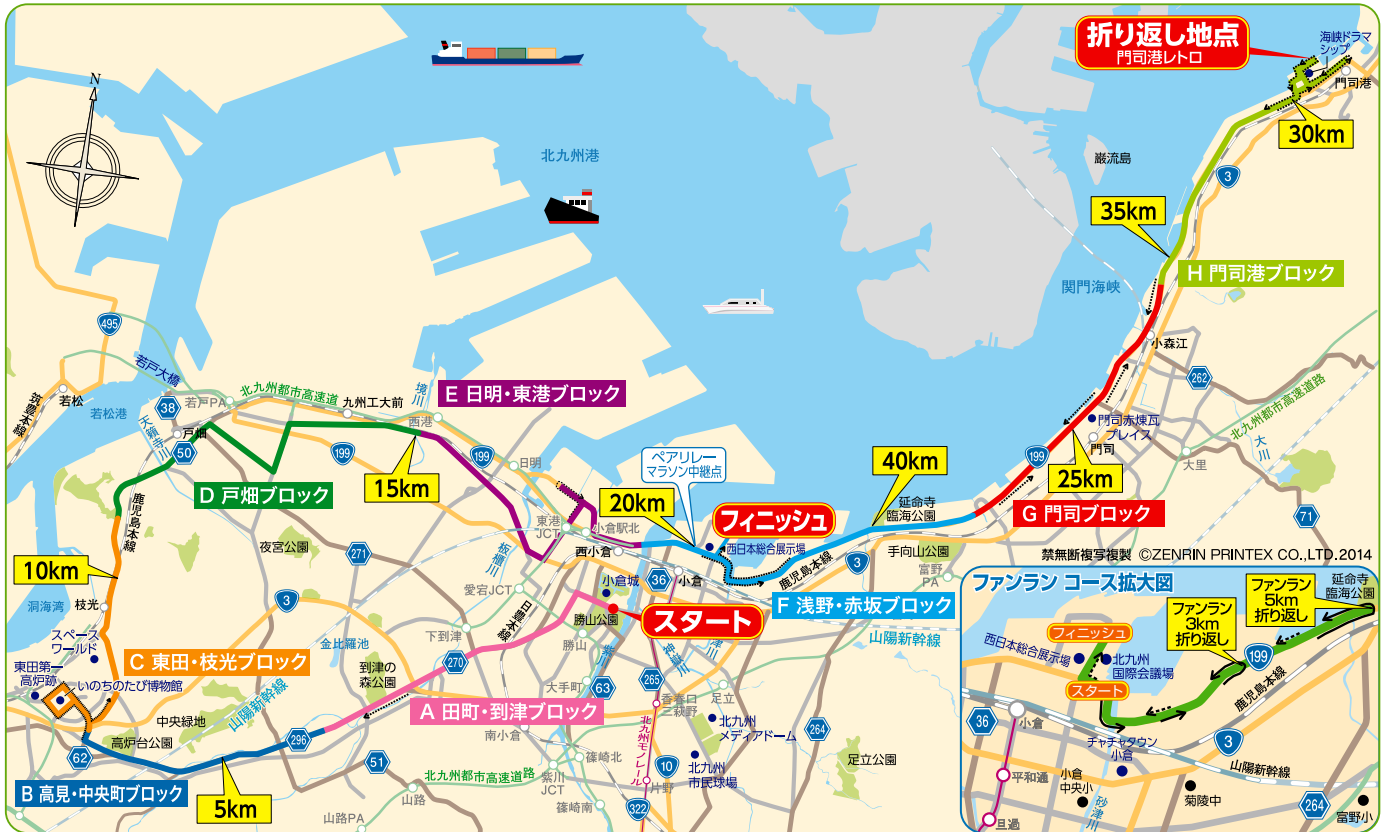 折り返し地点
門司港レトロ
海峡ドラマ
シップ
門司港
30km
N
北九州港
巌流島
3
35km
H 門司港ブロック
関門海峡
小森江
262
495
若戸大橋
北九州都市高速道
九州工大前
境川
西港
E 日明・東港ブロック
筑豊本線
若松
若松港
38
若戸PA
天籟寺川
戸畑
50
199
15km
199
日明
D 戸畑ブロック
ペアリレー
マラソン中継点
20km
フィニッシュ
西日本総合展示場
40km
延命寺
臨海公園
199
門司赤煉瓦
プレイス
門司
25km
G 門司ブロック
北九州都市高速道路
大川
大里
71
鹿児島本線
夜宮公園
271
板櫃川
東港
JCT
小倉駅北
西小倉
小倉城
36
小倉
鹿児島本線
3
手向山公園
富野
PA
禁無断複写複製 ©ZENRIN PRINTEX CO.,LTD.2014
10km
洞海湾
枝光
3
愛宕JCT
日豊本線
勝山公園
スタート
F 浅野・赤坂ブロック
山陽新幹線
スペース
ワールド
東田第一
高炉跡
いのちのたび博物館
C 東田・枝光ブロック
金比羅池
下到津
到津の
森公園
270
勝山
紫川
神嶽川
砂津川
大手町
63
265
香春口
三萩野
足立
A 田町・到津ブロック
中央緑地
山陽新幹線
高炉台公園
62
296
51
南小倉
篠崎北
北九州モノレール
北九州
メディアドーム
264
足立公園
B 高見・中央町ブロック
5km
北九州都市高速道路
山路
山路PA
紫川
JCT
篠崎南
10
北九州
市民球場
片野
322
ファンラン コース拡大図
ファンラン
5km
折り返し
延命寺
臨海公園
ファンラン
3km
折り返し
フィニッシュ
西日本総合展示場
北九州
国際会議場
スタート
199
鹿児島本線
36
小倉
チャチャタウン
小倉
3
山陽新幹線
平和通
小倉
中央小
砂津川
菊陵中
264
富野小
旦過